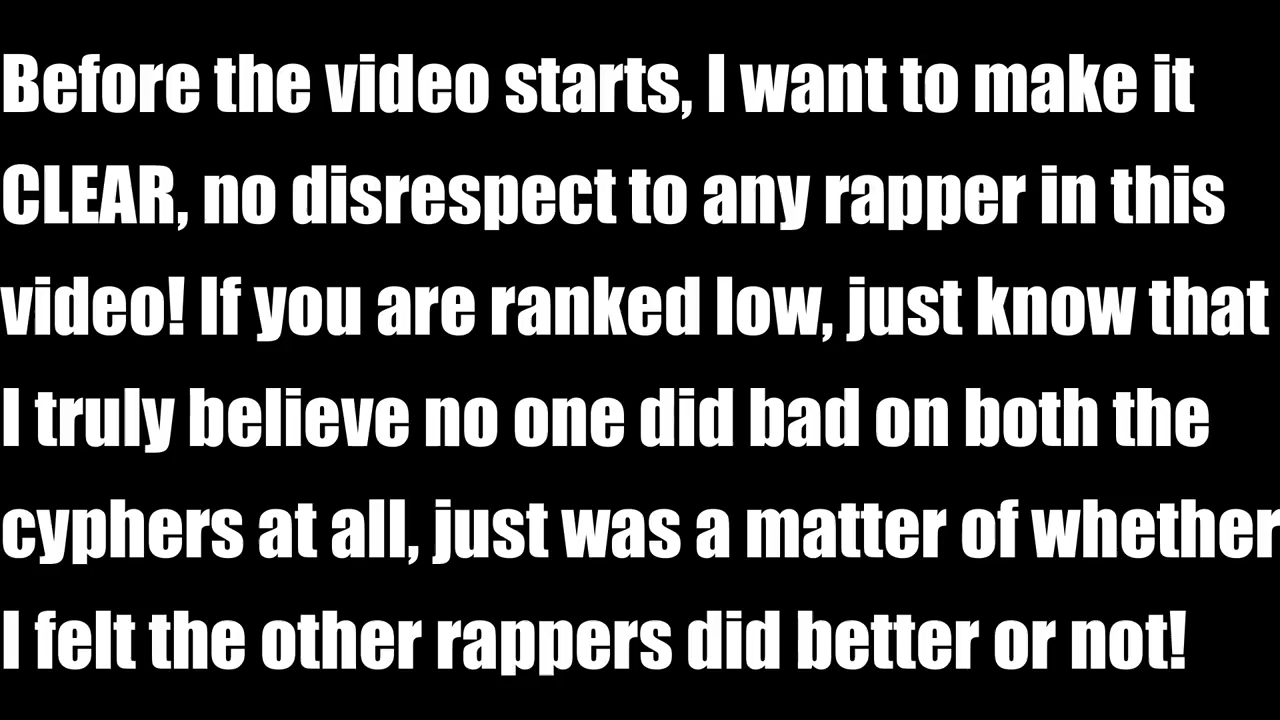 Before the video starts, I want to make it
CLEAR, no disrespect to any rapper in this
video! If you are ranked low, just know that
I truly believe no one did bad on both the
cyphers at all, just was a matter of whether
I felt the other rappers did better or not!